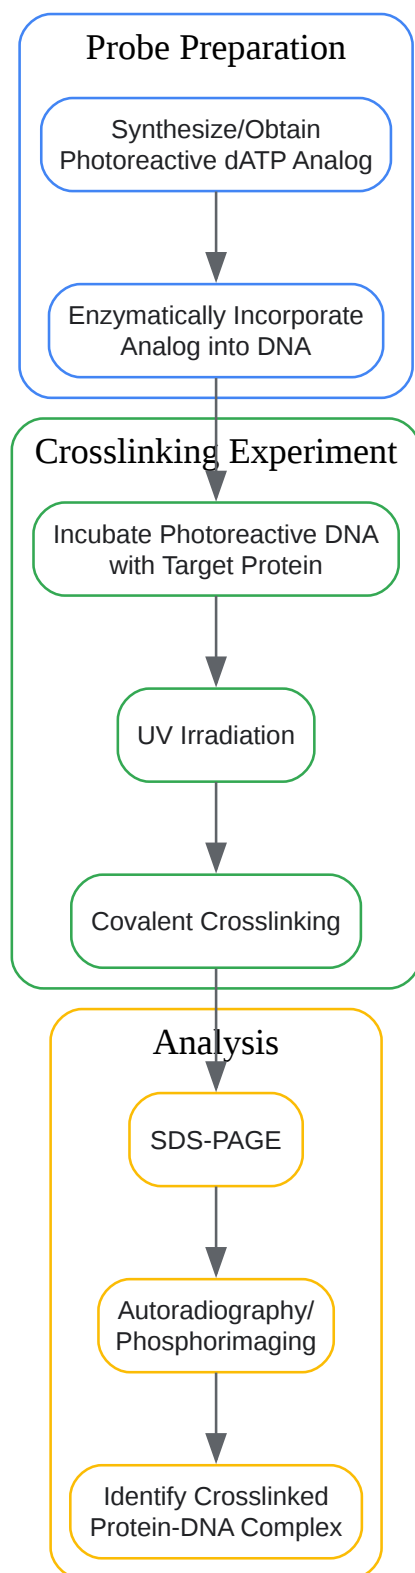 Probe Preparation
Synthesize/Obtain
Photoreactive dATP Analog
Enzymatically Incorporate
Analog into DNA
Crosslinking Experiment
Incubate Photoreactive DNA
with Target Protein
UV Irradiation
Covalent Crosslinking
Analysis
SDS-PAGE
Autoradiography/
Phosphorimaging
Identify Crosslinked
Protein-DNA Complex